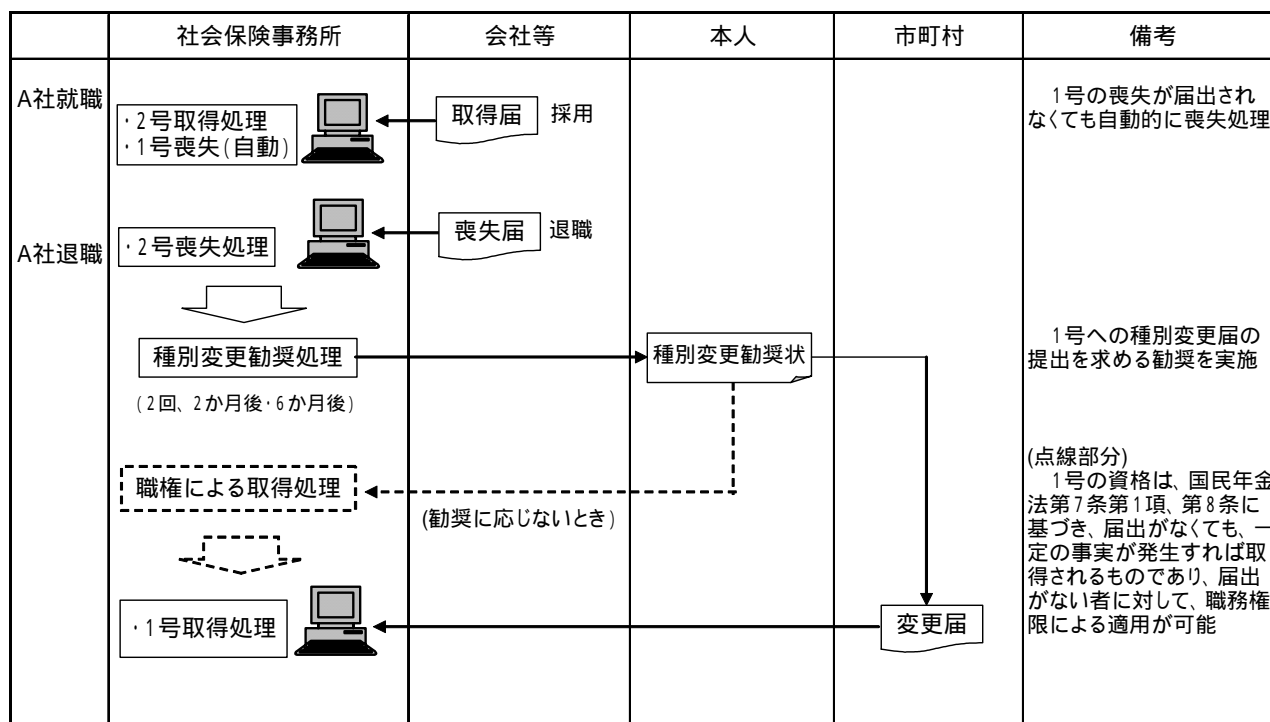 社会保険事務所
会社等
本人
市町村
備考
A社就職
・2号取得処理
・1号喪失(自動)
取得届
採用
1号の喪失が届出され
なくても自動的に喪失処理
A社退職
・2号喪失処理
喪失届
退職
種別変更勧奨処理
(2回、2か月後・6か月後)
種別変更勧奨状
1号への種別変更届の
提出を求める勧奨を実施
職権による取得処理
(勧奨に応じないとき)
(点線部分)
1号の資格は、国民年金
法第7条第1項、第8条に
基づき、届出がなくても、一
定の事実が発生すれば取
得されるものであり、届出
がない者に対して、職務権
限による適用が可能
・1号取得処理
変更届